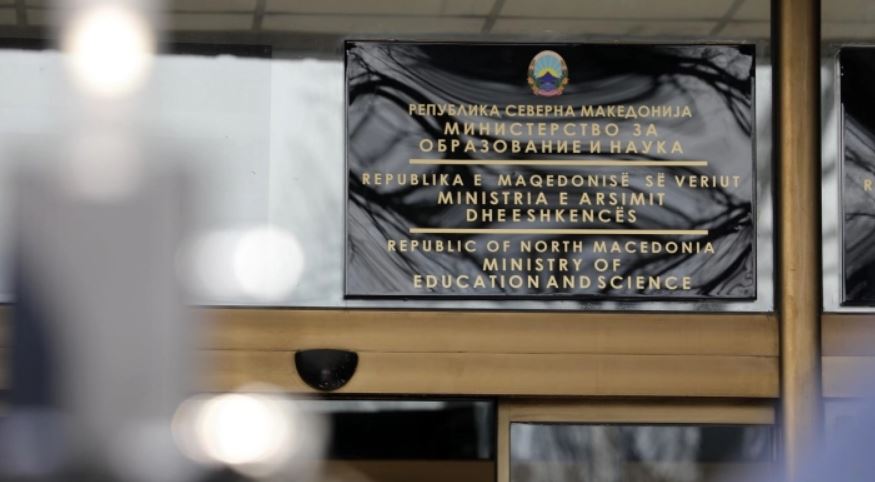 РЕПУБЛИКА СЕВЕРНА МАКЕДОНИЈА
МИНИСТЕРСТВО ЗА
ОБРАЗОВАНИЕ И НАУКА
REPUBLIKA E MAQEDONISË SË VERIUT
MINISTRIA E ARSIMIT
DHE E SHKENCËS
REPUBLIC OF NORTH MACEDONIA
MINISTRY OF
EDUCATION AND SCIENCE